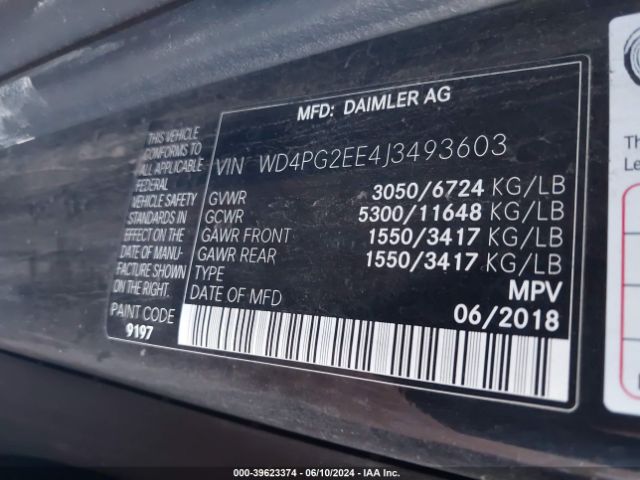 MFD: DAIMLER AG
THIS VEHICLE
CONFORMS TO
ALL APPLICABLE
FEDERAL
VEHICLE SAFETY
STANDARDS IN
EFFECT ON THE
DATE OF MANU-
FACTURE SHOWN
ON THE RIGHT.
PAINT CODE
9197
VIN WD4PG2EE4J3493603
GVWR 3050/6724 KG/LB
GCWR 5300/11648 KG/LB
GAWR FRONT 1550/3417 KG/LB
GAWR REAR 1550/3417 KG/LB
TYPE MPV
DATE OF MFD 06/2018
000-39623374 | 06/10/2024 | IAA Inc.